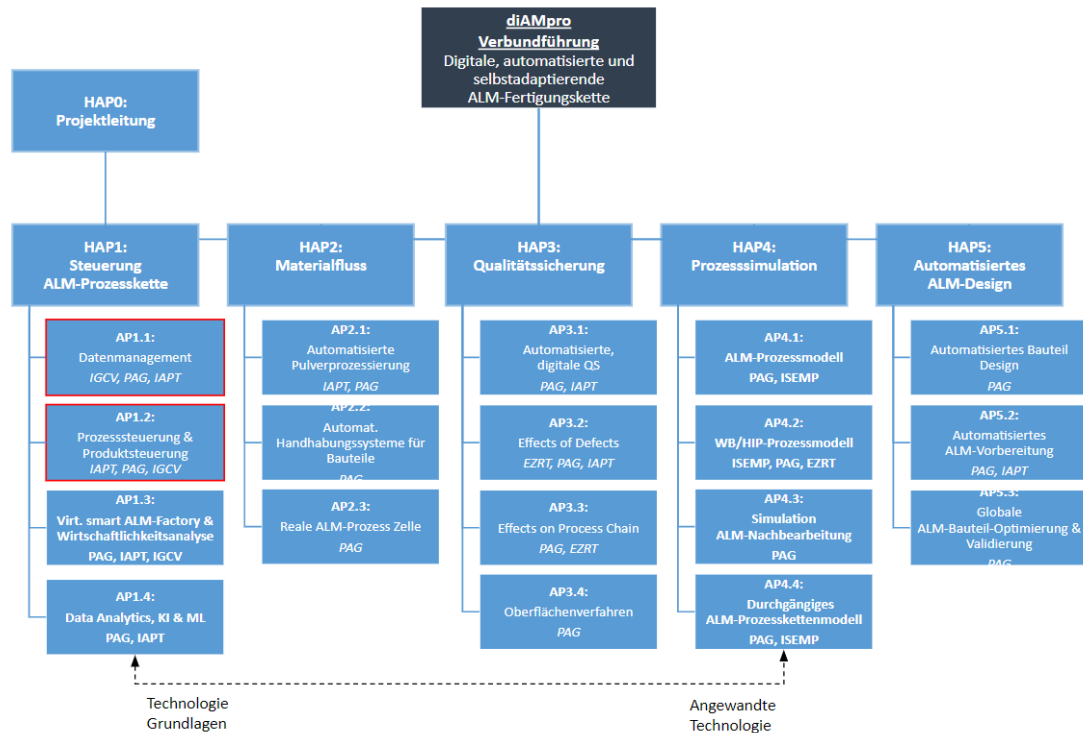 diAMpro
Verbundführung
Digitale, automatisierte und
selbstadaptierende
ALM-Fertigungskette
HAP0:
Projektleitung
HAP1:
Steuerung
ALM-Prozesskette
AP1.1:
Datenmanagement
IGCV, PAG, IAPT
AP1.2:
Prozesssteuerung &
Produktsteuerung
IAPT, PAG, IGCV
AP1.3:
Virt. smart ALM-Factory &
Wirtschaftlichkeitsanalyse
PAG, IAPT, IGCV
AP1.4:
Data Analytics, KI & ML
PAG, IAPT
HAP2:
Materialfluss
AP2.1:
Automatisierte
Pulverprozessierung
IAPT, PAG
AP2.2:
Automat.
Handhabungssysteme für
Bauteile
PAG
AP2.3:
Reale ALM-Prozess Zelle
PAG
HAP3:
Qualitätssicherung
AP3.1:
Automatisierte,
digitale QS
PAG, IAPT
AP3.2:
Effects of Defects
EZRT, PAG, IAPT
AP3.3:
Effects on Process Chain
PAG, EZRT
AP3.4:
Oberflächenverfahren
PAG
HAP4:
Prozesssimulation
AP4.1:
ALM-Prozessmodell
PAG, ISEMP
AP4.2:
WB/HIP-Prozessmodell
ISEMP, PAG, EZRT
AP4.3:
Simulation
ALM-Nachbearbeitung
PAG
AP4.4:
Durchgängiges
ALM-Prozesskettenmodell
PAG, ISEMP
HAP5:
Automatisiertes
ALM-Design
AP5.1:
Automatisiertes Bauteil
Design
PAG
AP5.2:
Automatisiertes
ALM-Vorbereitung
PAG, IAPT
AP5.3:
Globale
ALM-Bauteil-Optimierung &
Validierung
PAG
Technologie
Grundlagen
Angewandte
Technologie